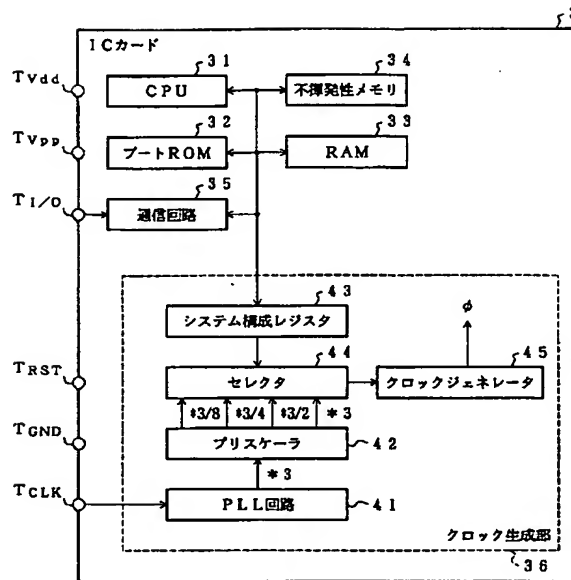 3
ICカード
TVdd
31
CPU
34
不揮発性メモリ
TVpp
32
ブートROM
33
RAM
TI/O
35
通信回路
43
システム構成レジスタ
φ
TRST
44
セレクタ
45
クロックジェネレータ
*3/8 *3/4 *3/2 *3
TGND
プリスケーラ
42
*3
TCLK
PLL回路
41
クロック生成部
36